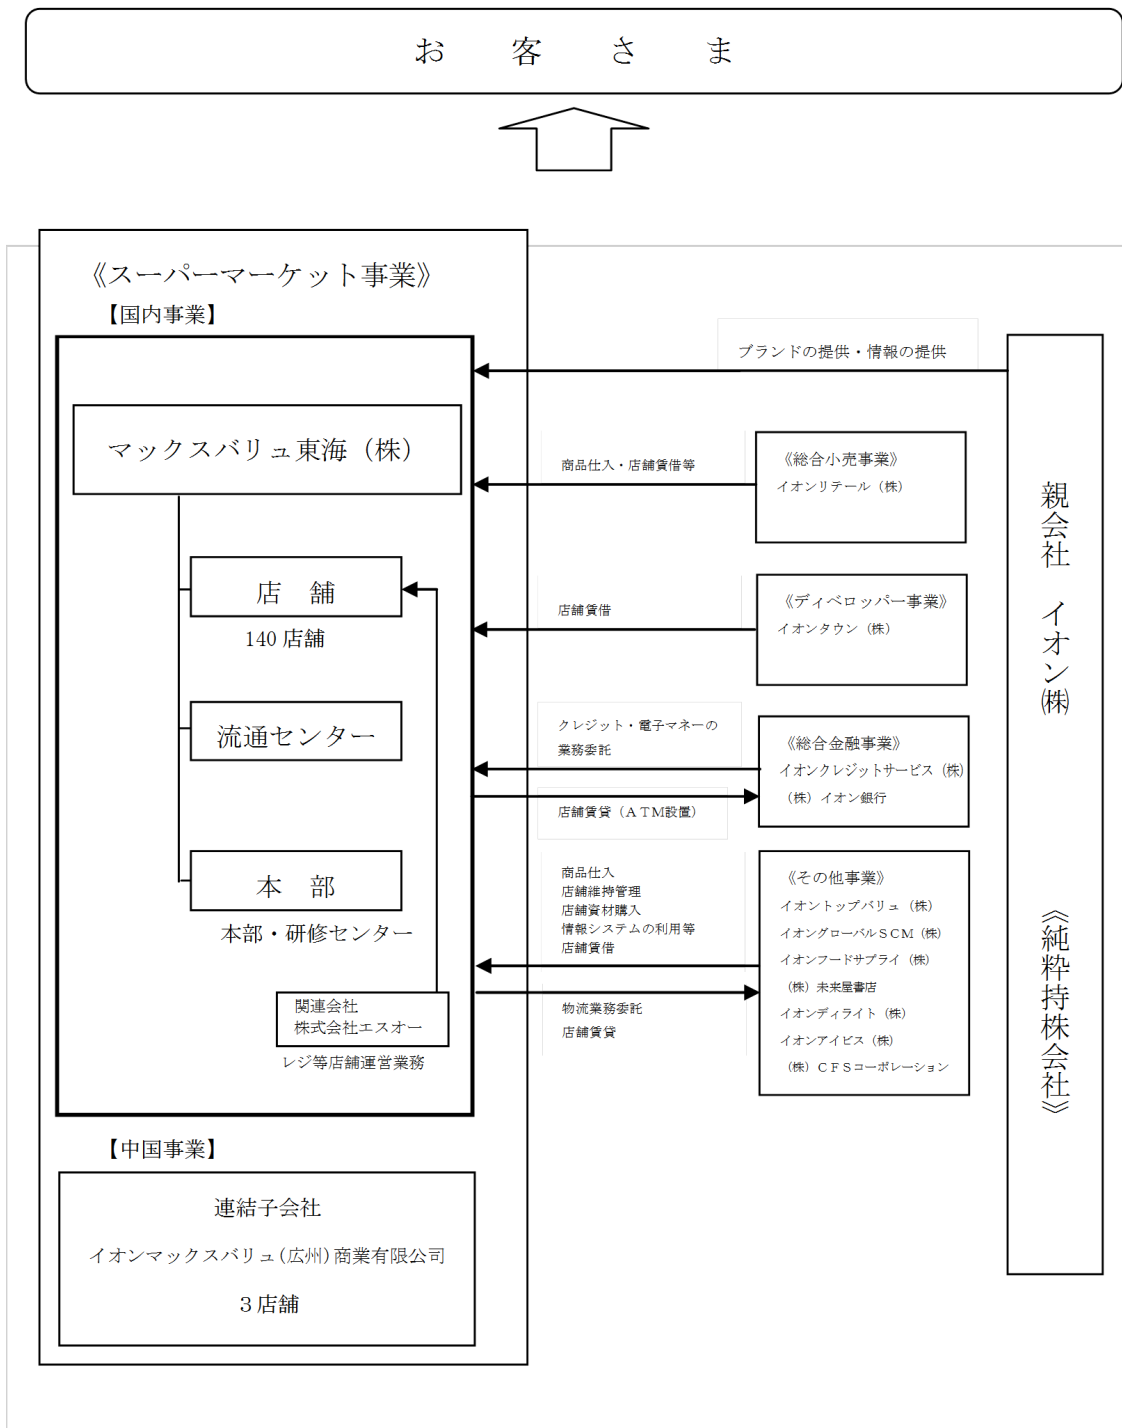 お客さま
《スーパーマーケット事業》
【国内事業】
マックスバリュ東海（株）
店　舗
140 店舗
流通センター
本　部
本部・研修センター
関連会社
株式会社エスオー
レジ等店舗運営業務
【中国事業】
連結子会社
イオンマックスバリュ(広州)商業有限公司
３店舗
ブランドの提供・情報の提供
商品仕入・店舗賃借等
《総合小売事業》
イオンリテール（株）
店舗賃借
《ディベロッパー事業》
イオンタウン（株）
クレジット・電子マネーの
業務委託
店舗賃貸（ＡＴＭ設置）
《総合金融事業》
イオンクレジットサービス（株）
（株）イオン銀行
商品仕入
店舗維持管理
店舗資材購入
情報システムの利用等
店舗賃借
物流業務委託
店舗賃貸
《その他事業》
イオントップバリュ（株）
イオングローバルＳＣＭ（株）
イオンフードサプライ（株）
（株）未来屋書店
イオンディライト（株）
イオンアイビス（株）
（株）ＣＦＳコーポレーション
親会社　イオン㈱
《純粋持株会社》